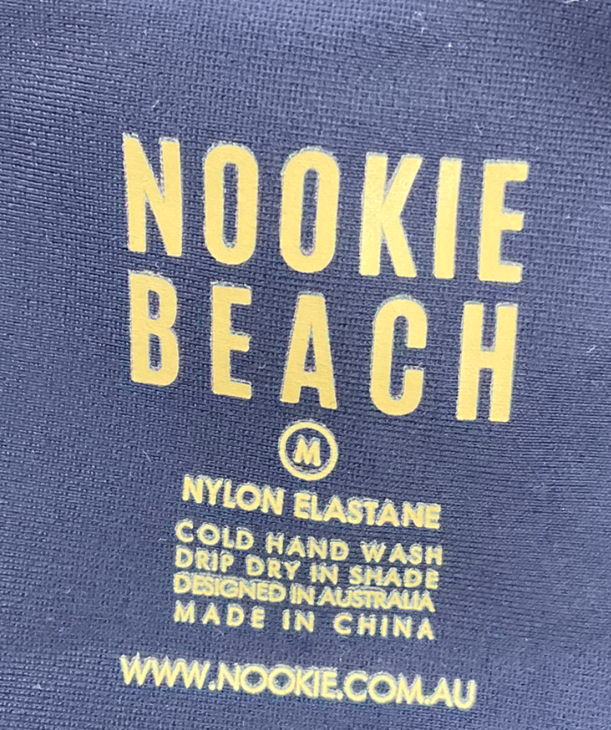 NOOKIE
BEACH
M
NYLON ELASTANE
COLD HAND WASH
DRIP DRY IN SHADE
DESIGNED IN AUSTRALIA
MADE IN CHINA
WWW.NOOKIE.COM.AU